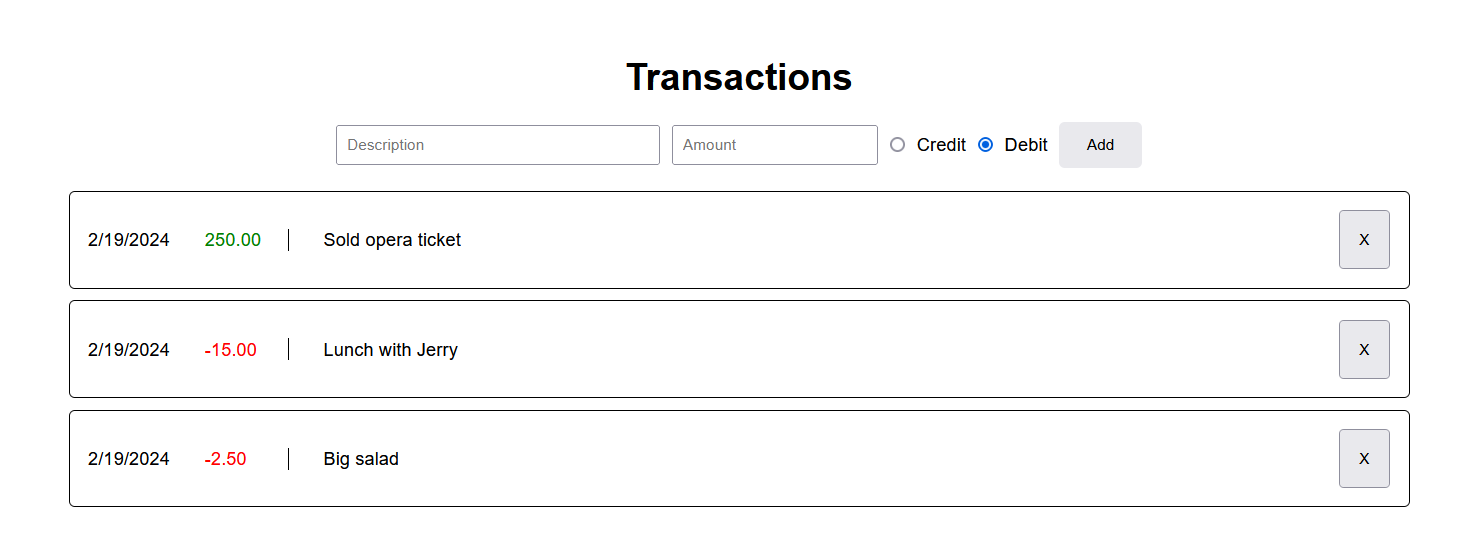 Transactions
Description Amount Credit Debit Add
2/19/2024 250.00 Sold opera ticket X
2/19/2024 -15.00 Lunch with Jerry X
2/19/2024 -2.50 Big salad X